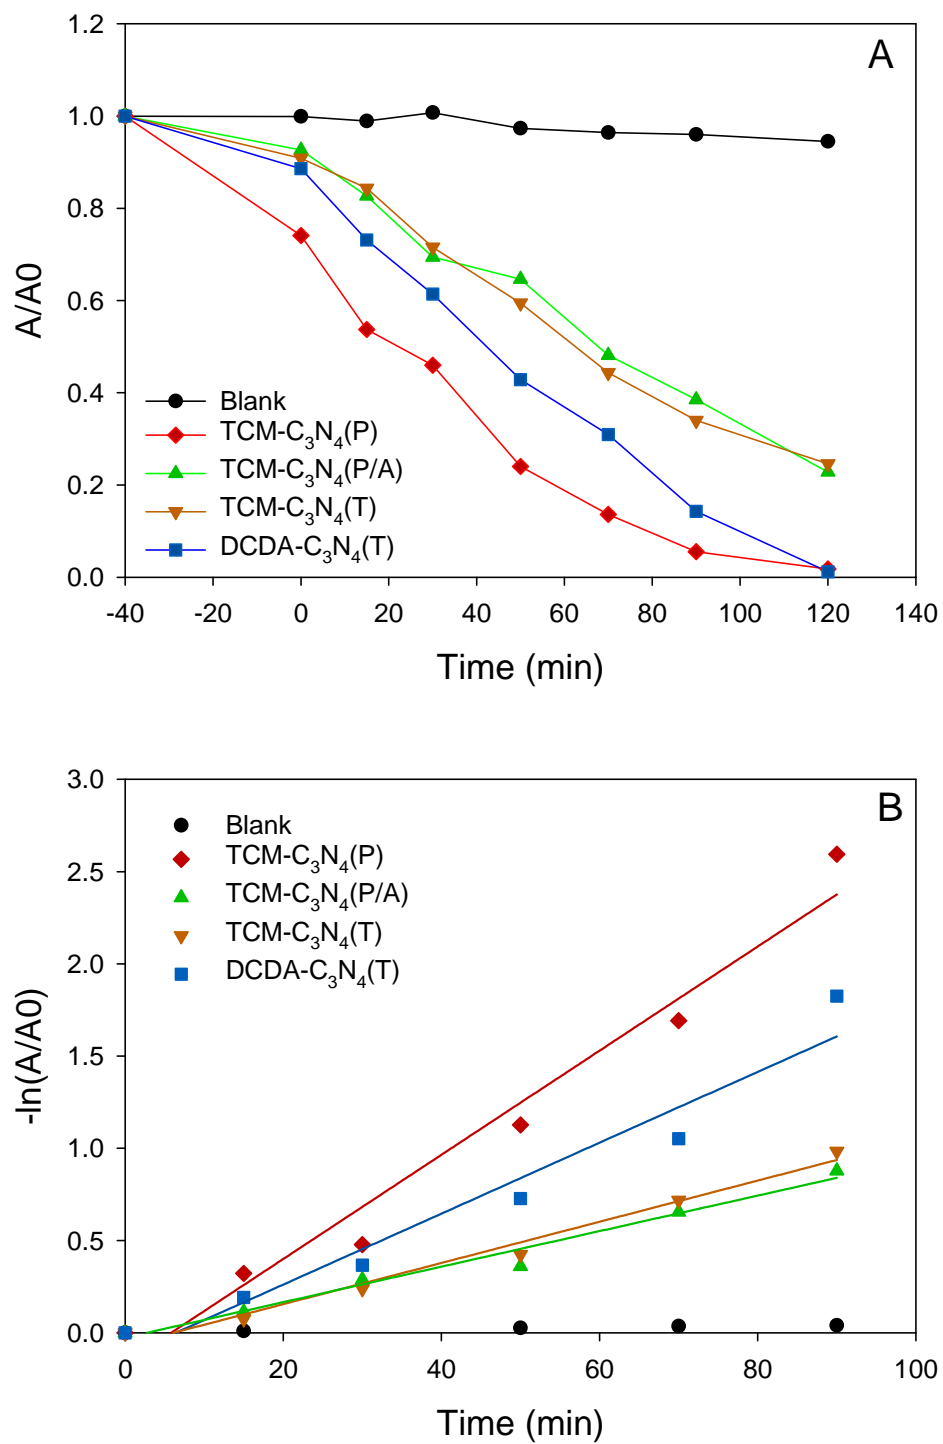 A
1.2
1.0
0.8
0.6
0.4
0.2
0.0
A/A0
Blank
TCM-C₃N₄(P)
TCM-C₃N₄(P/A)
TCM-C₃N₄(T)
DCDA-C₃N₄(T)
-40 -20 0 20 40 60 80 100 120 140
Time (min)
B
3.0
2.5
2.0
1.5
1.0
0.5
0.0
-ln(A/A0)
Blank
TCM-C₃N₄(P)
TCM-C₃N₄(P/A)
TCM-C₃N₄(T)
DCDA-C₃N₄(T)
0 20 40 60 80 100
Time (min)